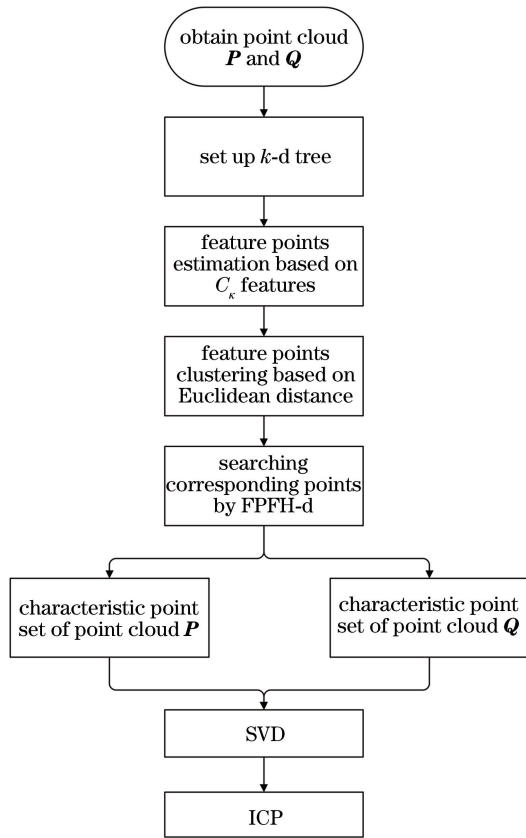 obtain point cloud
P and Q
set up k-d tree
feature points
estimation based on
Cκ features
feature points
clustering based on
Euclidean distance
searching
corresponding points
by FPFH-d
characteristic point
set of point cloud P
characteristic point
set of point cloud Q
SVD
ICP